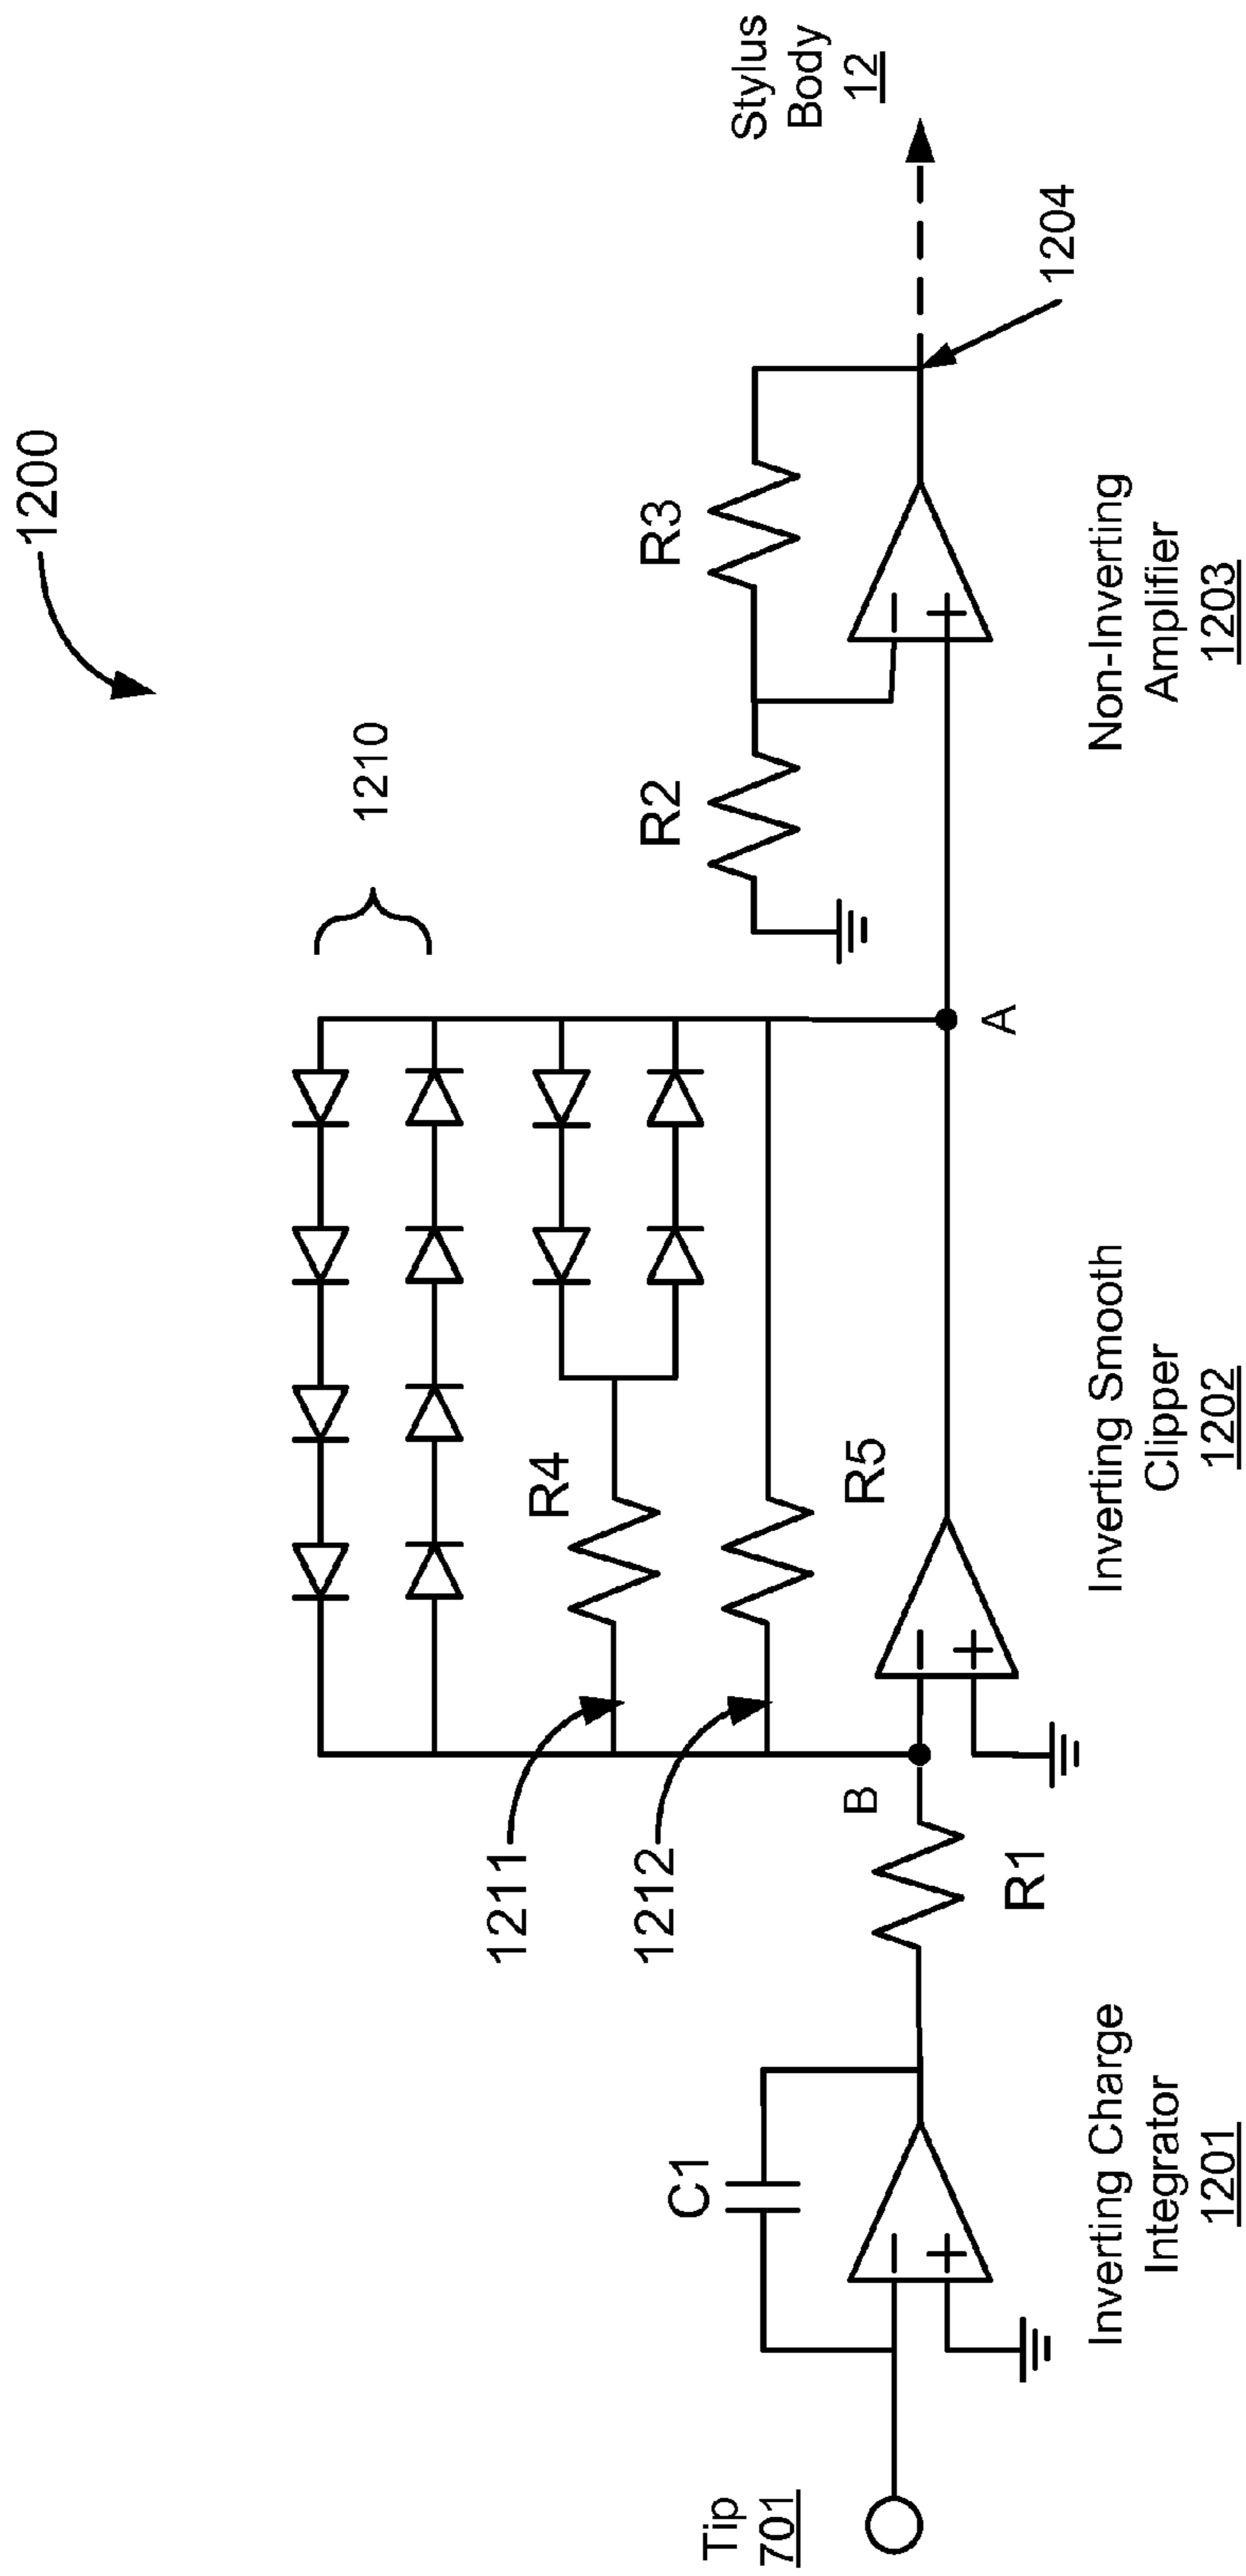 1200
1210
1211
R4
1212
R5
C1
R2
R3
Tip
701
B
R1
A
1204
Stylus
Body
12
Inverting Charge
Integrator
1201
Inverting Smooth
Clipper
1202
Non-Inverting
Amplifier
1203